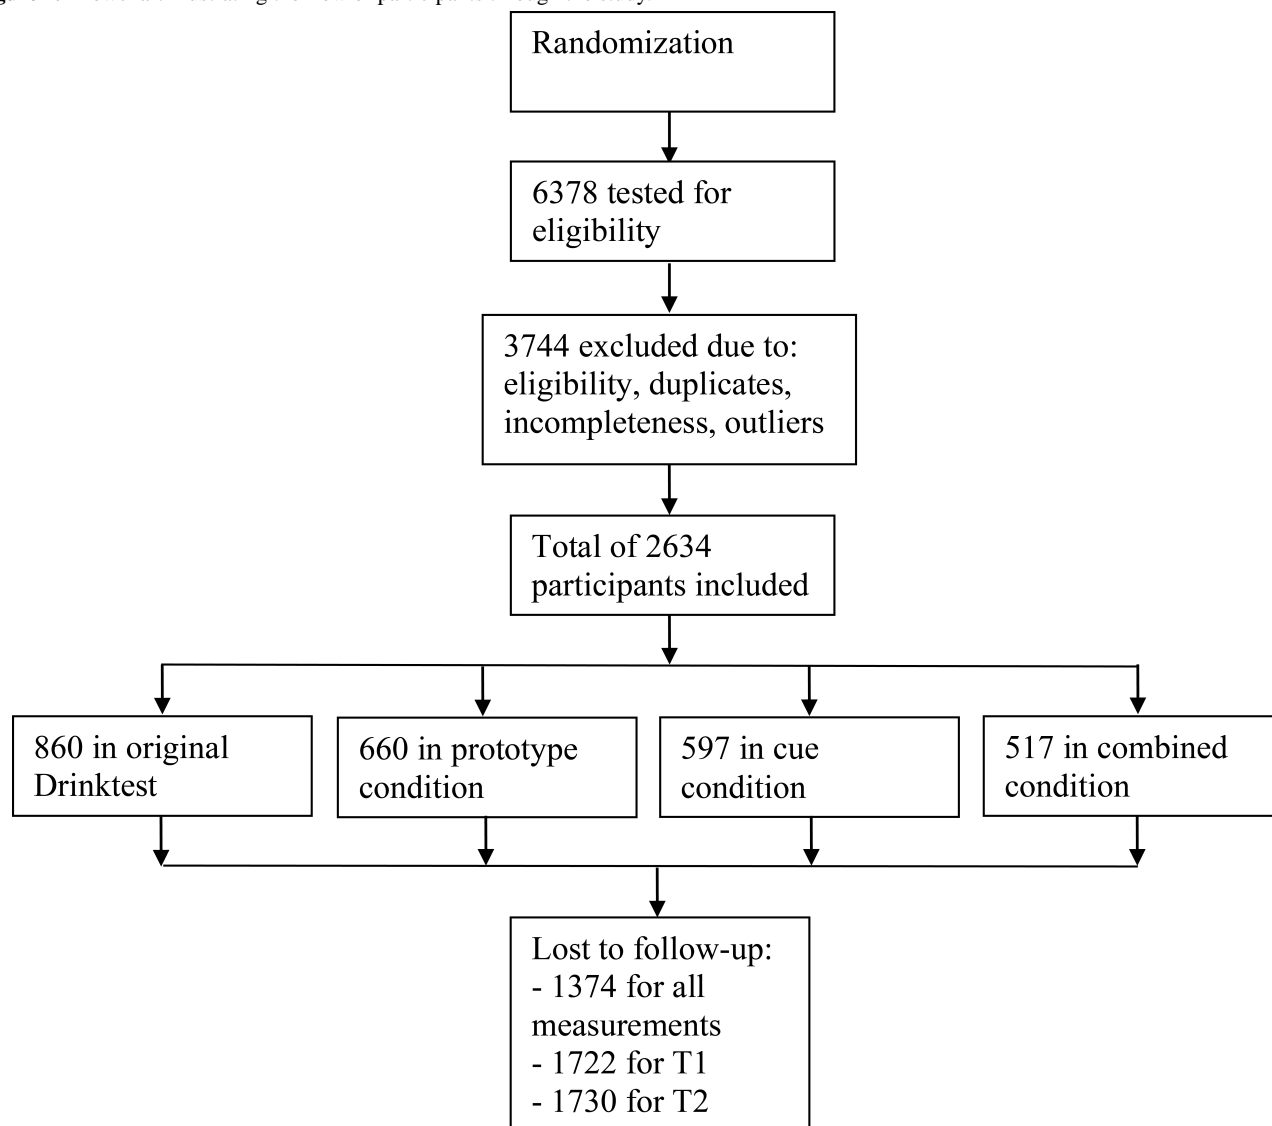 Randomization
6378 tested for
eligibility
3744 excluded due to:
eligibility, duplicates,
incompleteness, outliers
Total of 2634
participants included
860 in original
Drinktest
660 in prototype
condition
597 in cue
condition
517 in combined
condition
Lost to follow-up:
- 1374 for all
measurements
- 1722 for T1
- 1730 for T2